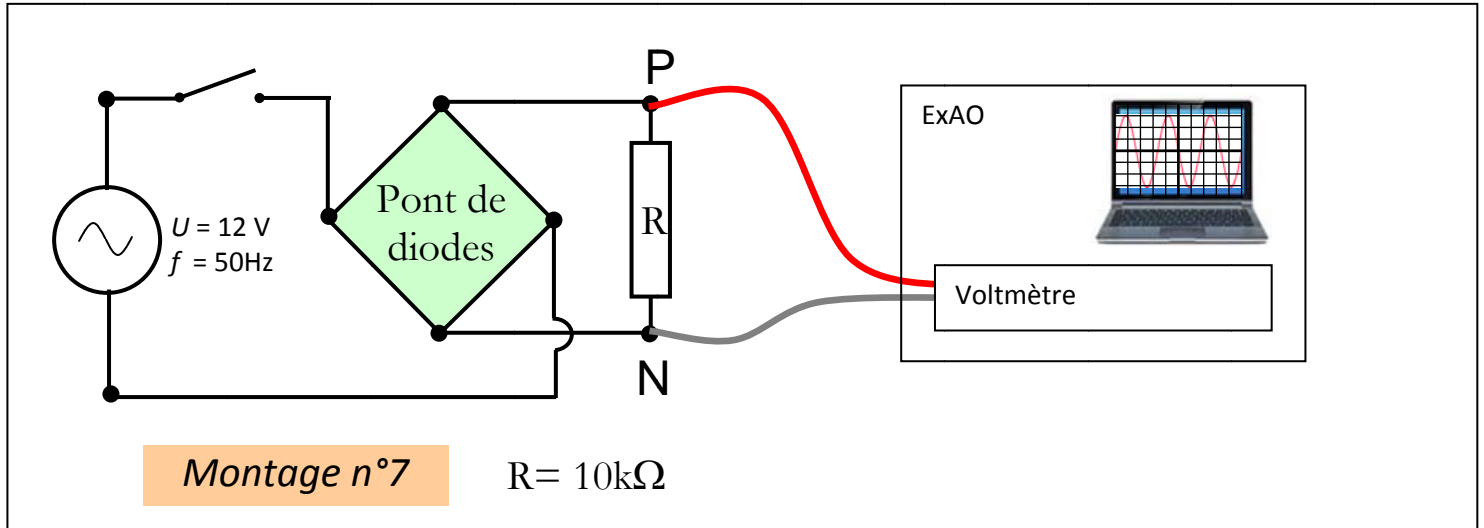 P
ExAO
Pont de
diodes
R
U = 12 V
f = 50Hz
Voltmètre
N
Montage n°7
R= 10kΩ